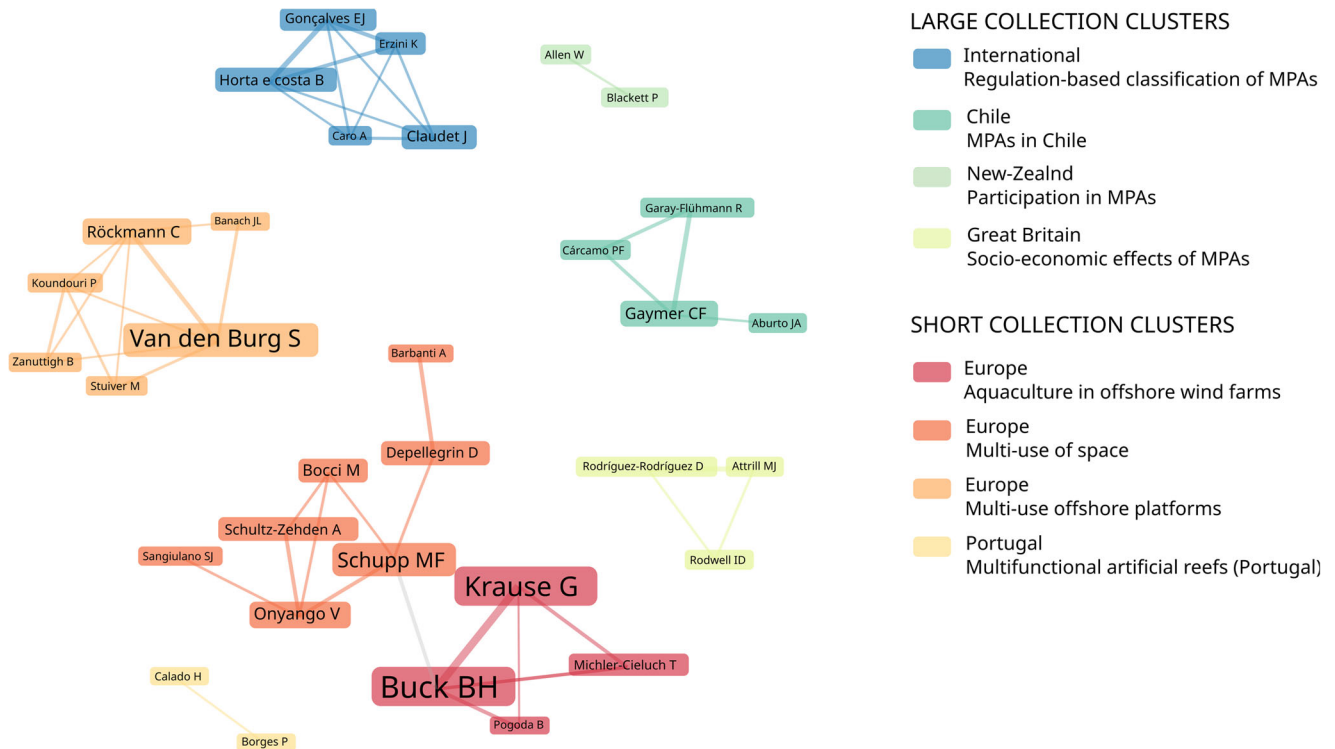 Gonçalves EJ
Erzini K
Horta e costa B
Caro A
Claudet J
Allen W
Blackett P
Röckmann C
Banach JL
Koundouri P
Van den Burg S
Zanuttigh B
Stuiver M
Garay-Flühmann R
Cárcamo PF
Gaymer CF
Aburto JA
Barbanti A
Depellegrin D
Bocci M
Schultz-Zehden A
Sangiulano SJ
Schupp MF
Onyango V
Rodríguez-Rodríguez D
Attrill MJ
Rodwell ID
Krause G
Michler-Cieluch T
Buck BH
Pogoda B
Calado H
Borges P
LARGE COLLECTION CLUSTERS
International
Regulation-based classification of MPAs
Chile
MPAs in Chile
New-Zealnd
Participation in MPAs
Great Britain
Socio-economic effects of MPAs
SHORT COLLECTION CLUSTERS
Europe
Aquaculture in offshore wind farms
Europe
Multi-use of space
Europe
Multi-use offshore platforms
Portugal
Multifunctional artificial reefs (Portugal)